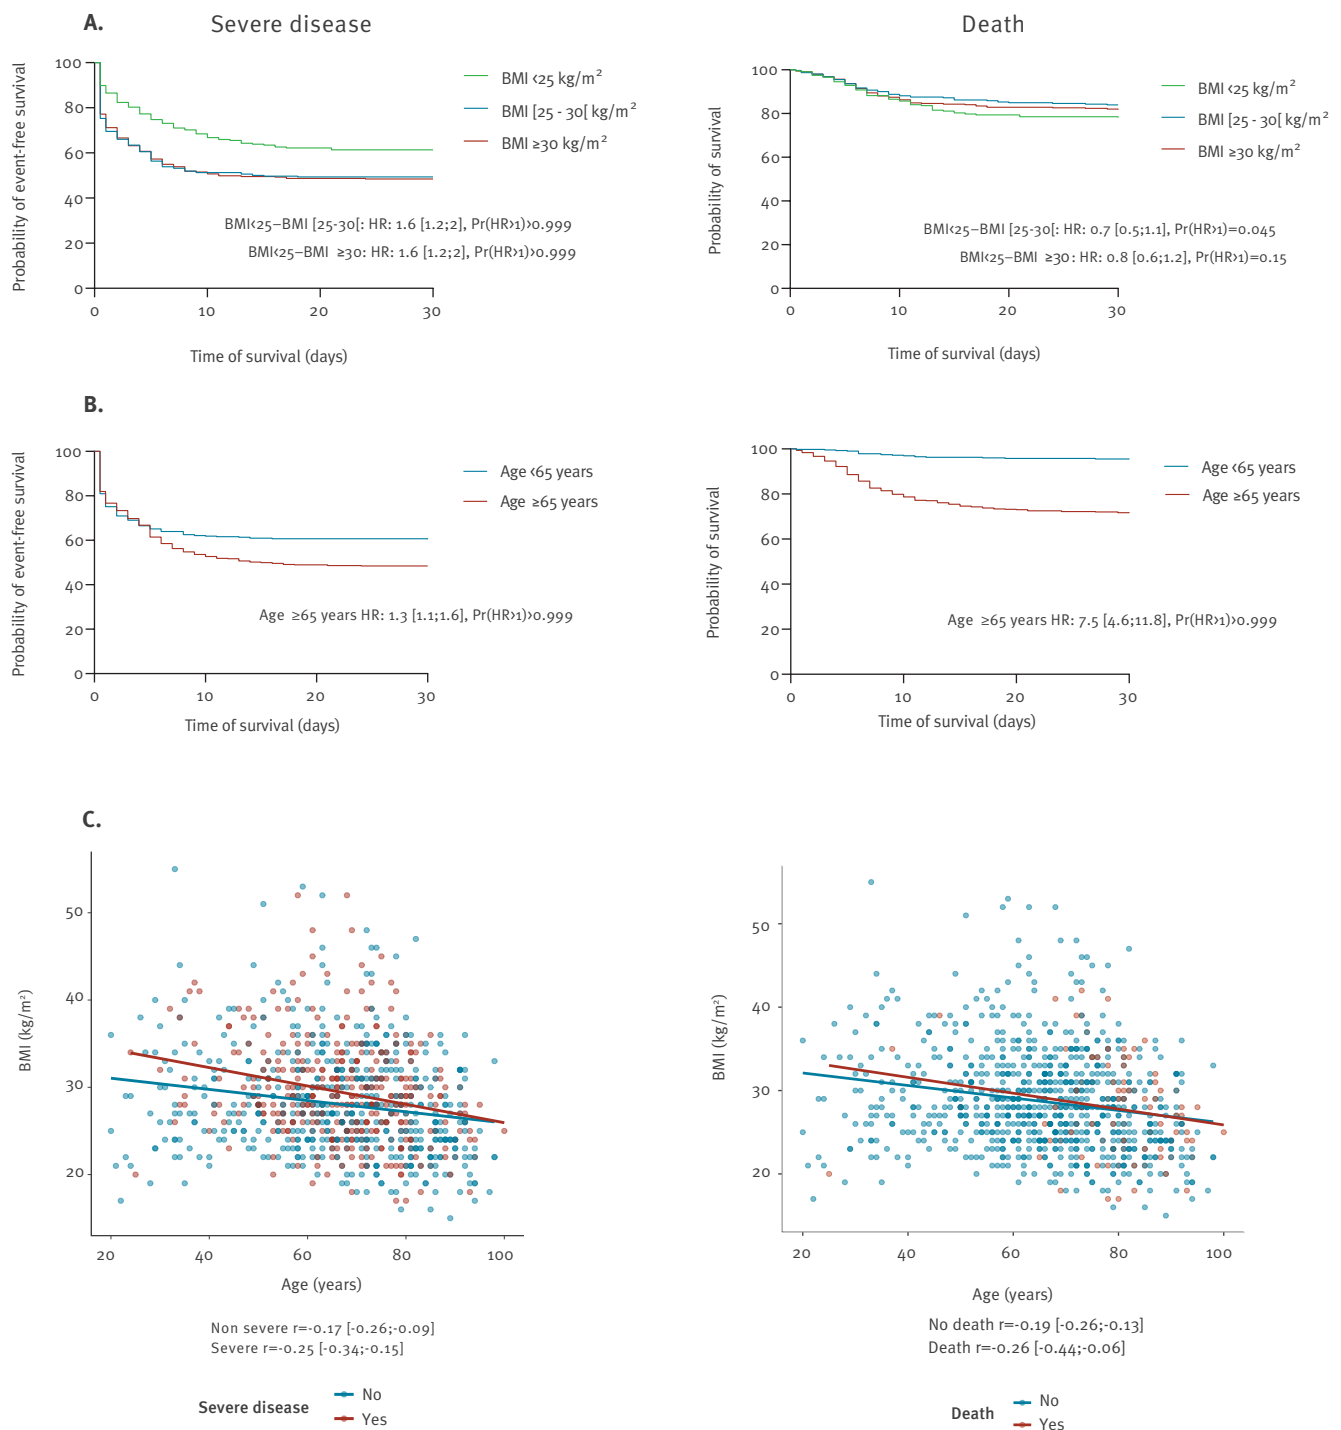 A.
Severe disease
Death
Probability of event-free survival
100
80
60
40
20
0
0
10
20
30
Time of survival (days)
BMI <25 kg/m²
BMI [25 - 30[ kg/m²
BMI ≥30 kg/m²
BMI<25–BMI [25-30[: HR: 1.6 [1.2;2], Pr(HR>1)>0.999
BMI<25–BMI ≥30: HR: 1.6 [1.2;2], Pr(HR>1)>0.999
Probability of survival
100
80
60
40
20
0
0
10
20
30
Time of survival (days)
BMI <25 kg/m²
BMI [25 - 30[ kg/m²
BMI ≥30 kg/m²
BMI<25–BMI [25-30[: HR: 0.7 [0.5;1.1], Pr(HR>1)=0.045
BMI<25–BMI ≥30: HR: 0.8 [0.6;1.2], Pr(HR>1)=0.15
B.
Probability of event-free survival
100
80
60
40
20
0
0
10
20
30
Time of survival (days)
Age <65 years
Age ≥65 years
Age ≥65 years HR: 1.3 [1.1;1.6], Pr(HR>1)>0.999
Probability of survival
100
80
60
40
20
0
0
10
20
30
Time of survival (days)
Age <65 years
Age ≥65 years
Age ≥65 years HR: 7.5 [4.6;11.8], Pr(HR>1)>0.999
C.
BMI (kg/m²)
50
40
30
20
20
40
60
80
100
Age (years)
Non severe r=-0.17 [-0.26;-0.09]
Severe r=-0.25 [-0.34;-0.15]
Severe disease
No
Yes
BMI (kg/m²)
50
40
30
20
20
40
60
80
100
Age (years)
No death r=-0.19 [-0.26;-0.13]
Death r=-0.26 [-0.44;-0.06]
Death
No
Yes